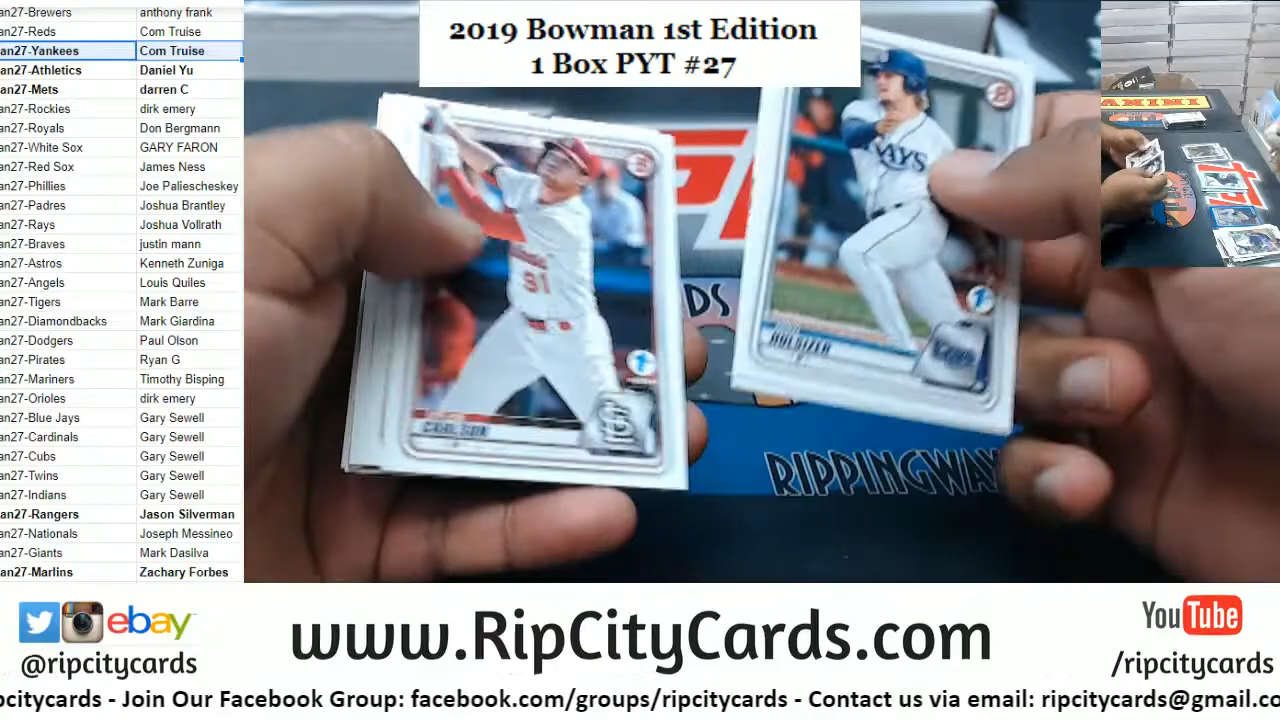 2019 Bowman 1st Edition
1 Box PYT #27
an27-Brewers anthony frank
an27-Reds Com Truise
an27-Yankees Com Truise
an27-Athletics Daniel Yu
an27-Mets darren C
an27-Rockies dirk emery
an27-Royals Don Bergmann
an27-White Sox GARY FARON
an27-Red Sox James Ness
an27-Phillies Joe Paliescheskey
an27-Padres Joshua Brantley
an27-Rays Joshua Vollrath
an27-Braves justin mann
an27-Astros Kenneth Zuniga
an27-Angels Louis Quiles
an27-Tigers Mark Barre
an27-Diamondbacks Mark Giardina
an27-Dodgers Paul Olson
an27-Pirates Ryan G
an27-Mariners Timothy Bisping
an27-Orioles dirk emery
an27-Blue Jays Gary Sewell
an27-Cardinals Gary Sewell
an27-Cubs Gary Sewell
an27-Twins Gary Sewell
an27-Indians Gary Sewell
an27-Rangers Jason Silverman
an27-Nationals Joseph Messineo
an27-Giants Mark Dasilva
an27-Marlins Zachary Forbes
RAYS
31
CARLSON
HULSIZER
DS
RIPPINGWAX
PANINI
ebay
@ripcitycards
www.RipCityCards.com
YouTube
/ripcitycards
pcitycards - Join Our Facebook Group: facebook.com/groups/ripcitycards - Contact us via email: ripcitycards@gmail.co